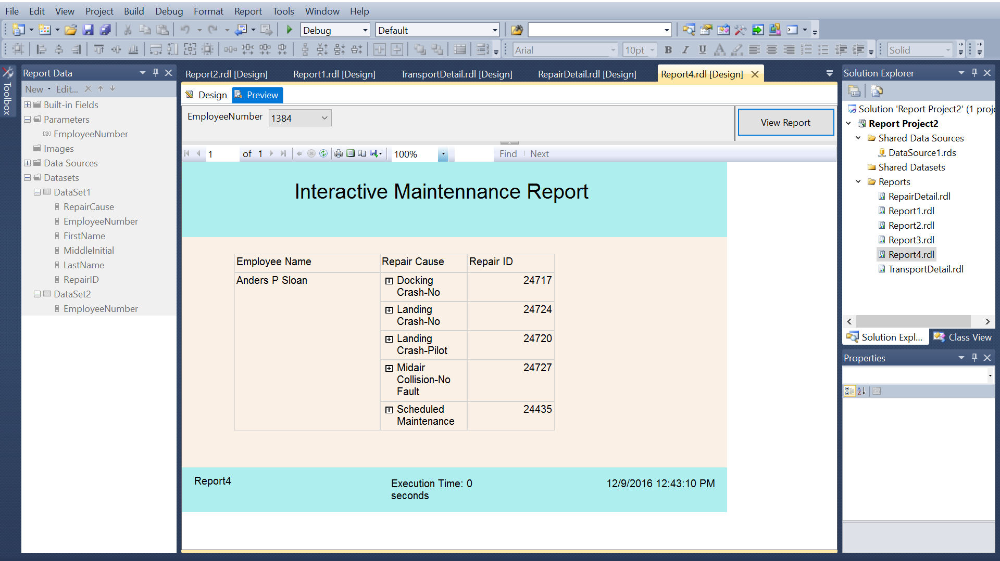 File Edit View Project Build Debug Format Report Tools Window Help
Debug Default
Arial 10pt B I U A Solid
Toolbox
Report Data
New Edit...
Built-in Fields
Parameters
EmployeeNumber
Images
Data Sources
Datasets
DataSet1
RepairCause
EmployeeNumber
FirstName
MiddleInitial
LastName
RepairID
DataSet2
EmployeeNumber
Report2.rdl [Design] Report1.rdl [Design] TransportDetail.rdl [Design] RepairDetail.rdl [Design] Report4.rdl [Design]
Design Preview
EmployeeNumber 1384 View Report
1 of 1 100% Find Next
Interactive Maintennance Report
Employee Name Repair Cause Repair ID
Anders P Sloan Docking 24717
Crash-No
Landing 24724
Crash-No
Landing 24720
Crash-Pilot
Midair 24727
Collision-No
Fault
Scheduled 24435
Maintenance
Report4 Execution Time: 0 12/9/2016 12:43:10 PM
seconds
Solution Explorer
Solution 'Report Project2' (1 proj
Report Project2
Shared Data Sources
DataSource1.rds
Shared Datasets
Reports
RepairDetail.rdl
Report1.rdl
Report2.rdl
Report3.rdl
Report4.rdl
TransportDetail.rdl
Solution Expl... Class View
Properties